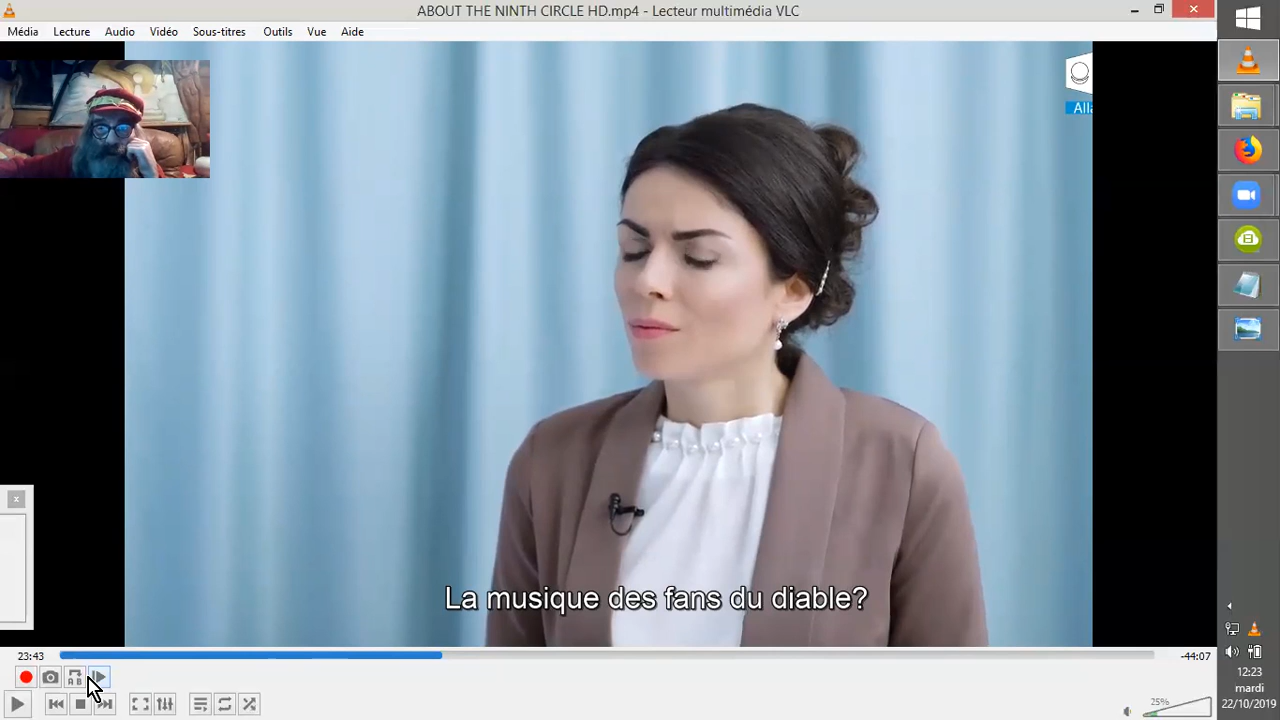 ABOUT THE NINTH CIRCLE HD.mp4 - Lecteur multimédia VLC
Média Lecture Audio Vidéo Sous-titres Outils Vue Aide
Alla
La musique des fans du diable?
23:43
-44:07
25%
12:23
mardi
22/10/2019